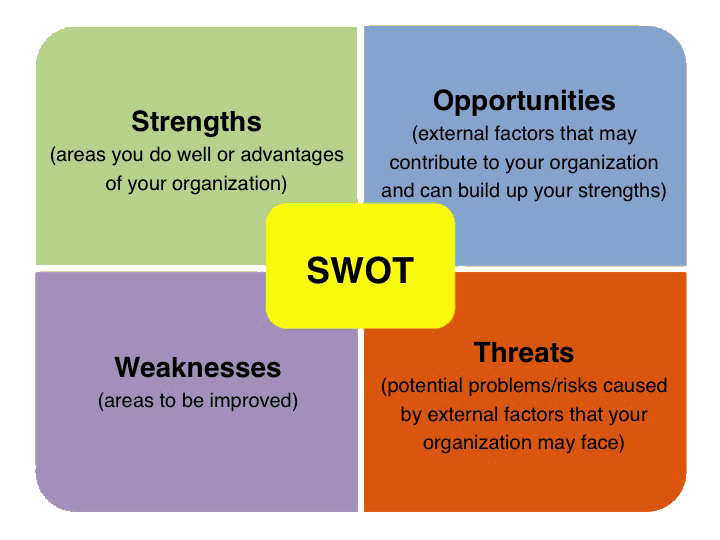 Strengths
(areas you do well or advantages
of your organization)
Opportunities
(external factors that may
contribute to your organization
and can build up your strengths)
SWOT
Weaknesses
(areas to be improved)
Threats
(potential problems/risks caused
by external factors that your
organization may face)